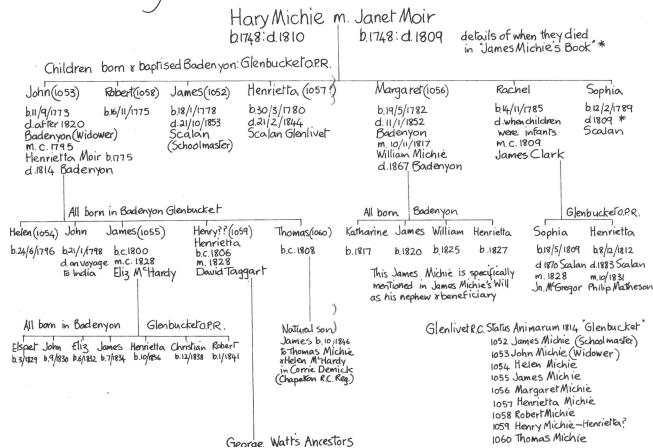 Hary Michie m. Janet Moir
b.1748: d.1810 b.1748: d.1809
details of when they died
in "James Michie's Book" *
Children born & baptised Badenyon: Glenbucket O.P.R.
John (1053)
b.11/9/1773
d.after 1820
Badenyon (Widower)
m. c. 1795
Henrietta Moir b.1775
d.1814 Badenyon
Robert (1058)
b.16/11/1775
James (1052)
b.18/1/1778
d.21/10/1853
Scalan
(Schoolmaster)
Henrietta (1057?)
b.30/3/1780
d.21/2/1844
Scalan Glenlivet
Margaret (1056)
b.19/5/1782
d.11/1/1852
Badenyon
m. 10/11/1817
William Michie
d.1867 Badenyon
Rachel
b.4/11/1785
d.when children
were infants
m.c. 1809
James Clark
Sophia
b.12/2/1789
d.1809 *
Scalan
All born in Badenyon Glenbucket
Helen (1054)
b.24/6/1796
John
b.21/1/1798
d.on voyage
to India
James (1055)
b.c.1800
m.c. 1828
Eliz McHardy
Henry?? (1059)
Henrietta
b.c. 1806
m. 1828
David Taggart
Thomas (1060)
b.c. 1808
All born Badenyon
Katharine James William Henrietta
b.1817 b.1820 b.1825 b.1827
This James Michie is specifically
mentioned in James Michie's Will
as his nephew & beneficiary
Glenbucket O.P.R.
Sophia
b.18/5/1809
d 1870 Scalan
m. 1828
Jn. McGregor
Henrietta
b.8/2/1812
d.1883 Scalan
m.10/1831
Philip Matheson
All born in Badenyon Glenbucket O.P.R.
Elspet John Eliz James Henrietta Christian Robert
b.3/1829 b.9/1830 b.6/1832 b.7/1834 b.10/1836 b.12/1838 b.1/1841
Natural son
James b.10/1846
to Thomas Michie
& Helen McHardy
in Corrie Demick
(Chapelton R.C. Reg.)
Glenlivet R.C. Status Animarum 1814 "Glenbucket"
1052 James Michie (Schoolmaster)
1053 John Michie (Widower)
1054 Helen Michie
1055 James Michie
1056 Margaret Michie
1057 Henrietta Michie
1058 Robert Michie
1059 Henry Michie - Henrietta?
1060 Thomas Michie
George Watt's Ancestors